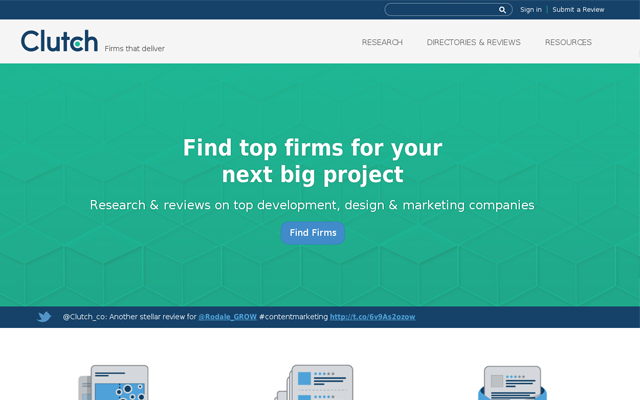 Sign in | Submit a Review
Clutch Firms that deliver
RESEARCH DIRECTORIES & REVIEWS RESOURCES
Find top firms for your
next big project
Research & reviews on top development, design & marketing companies
Find Firms
@Clutch_co: Another stellar review for @Rodale_GROW #contentmarketing http://t.co/6v9As2ozow